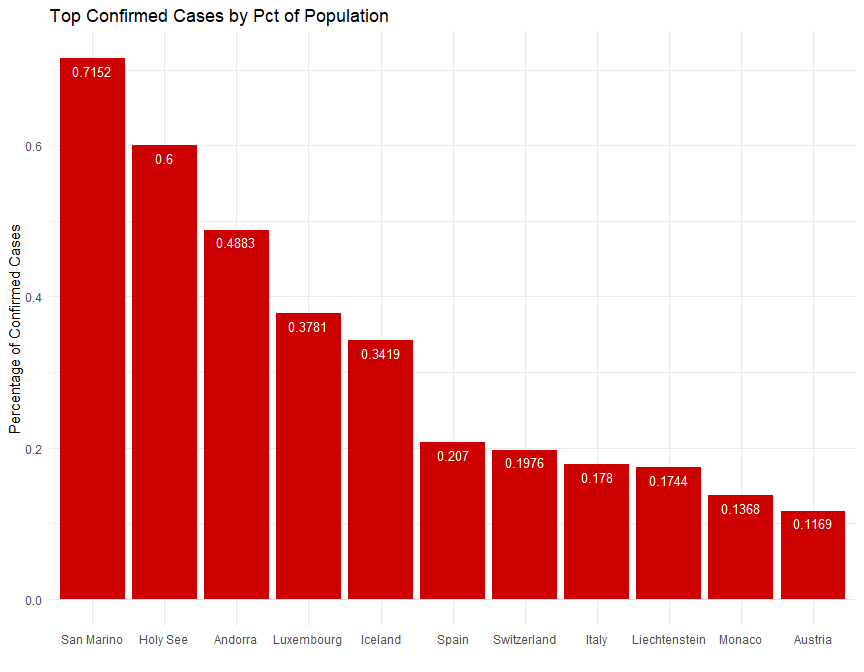 Top Confirmed Cases by Pct of Population
Percentage of Confirmed Cases
0.6
0.4
0.2
0.0
0.7152
0.6
0.4883
0.3781
0.3419
0.207
0.1976
0.178
0.1744
0.1368
0.1169
San Marino
Holy See
Andorra
Luxembourg
Iceland
Spain
Switzerland
Italy
Liechtenstein
Monaco
Austria